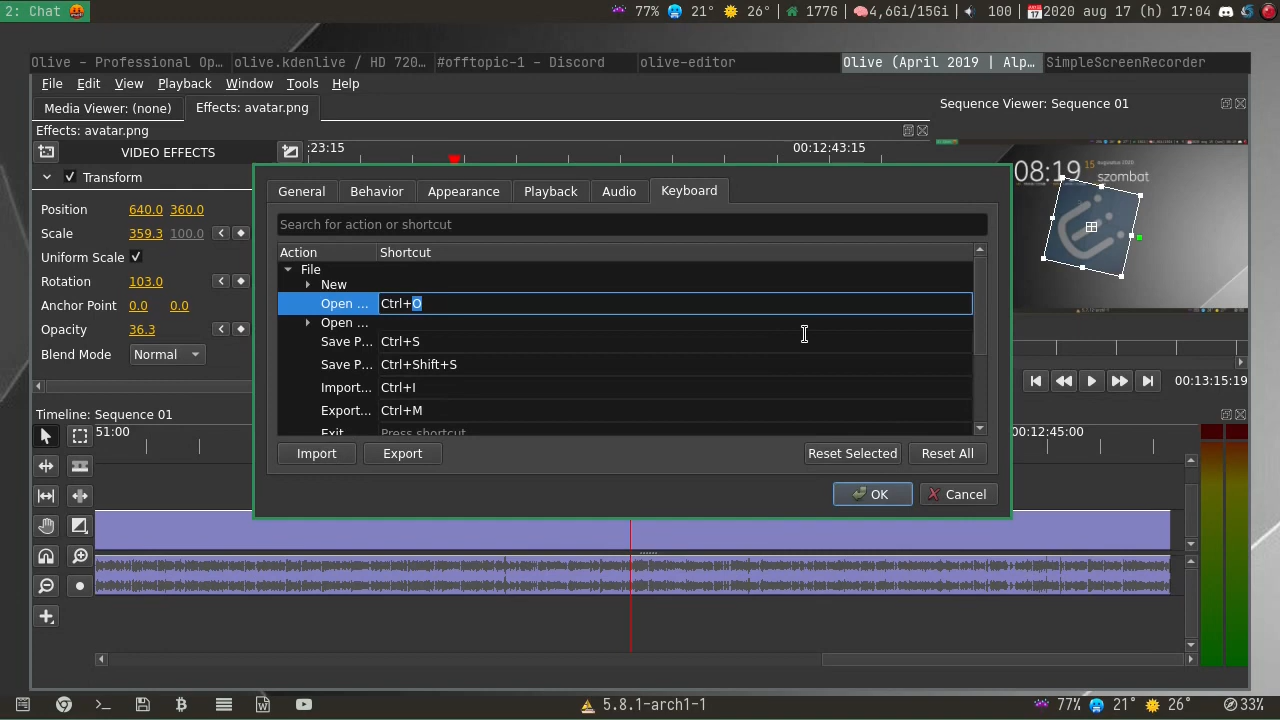 2: Chat
77% 21° 26° 177G 4,6Gi/15Gi 100 2020 aug 17 (h) 17:04
Olive - Professional Op… olive.kdenlive / HD 720… #offtopic-1 - Discord olive-editor Olive (April 2019 | Alp… SimpleScreenRecorder
File Edit View Playback Window Tools Help
Media Viewer: (none) Effects: avatar.png
Sequence Viewer: Sequence 01
Effects: avatar.png
VIDEO EFFECTS
:23:15 00:12:43:15
Transform
Position 640.0 360.0
Scale 359.3 100.0
Uniform Scale
Rotation 103.0
Anchor Point 0.0 0.0
Opacity 36.3
Blend Mode Normal
08:19 15 augusztus 2020
szombat
General Behavior Appearance Playback Audio Keyboard
Search for action or shortcut
Action Shortcut
File
New
Open ... Ctrl+O
Open ...
Save P... Ctrl+S
Save P... Ctrl+Shift+S
Import... Ctrl+I
Export... Ctrl+M
Exit Press shortcut
Import Export Reset Selected Reset All
OK Cancel
00:13:15:19
Timeline: Sequence 01
51:00 00:12:45:00
5.8.1-arch1-1
77% 21° 26° 33%